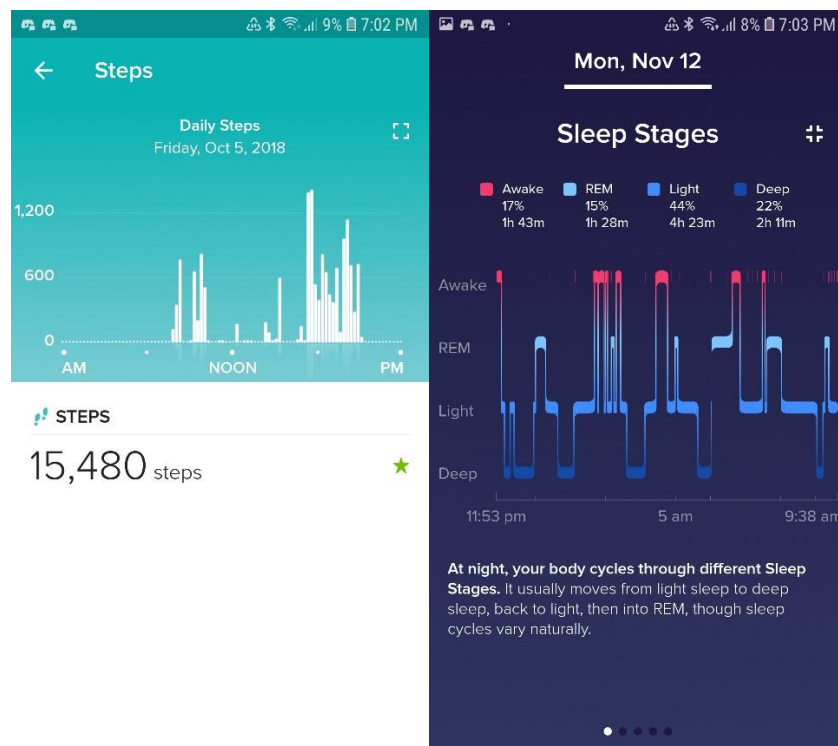 9% 7:02 PM
Steps
Daily Steps
Friday, Oct 5, 2018
1,200
600
0
AM NOON PM
STEPS
15,480 steps
8% 7:03 PM
Mon, Nov 12
Sleep Stages
Awake REM Light Deep
17% 15% 44% 22%
1h 43m 1h 28m 4h 23m 2h 11m
Awake
REM
Light
Deep
11:53 pm 5 am 9:38 am
At night, your body cycles through different Sleep
Stages. It usually moves from light sleep to deep
sleep, back to light, then into REM, though sleep
cycles vary naturally.